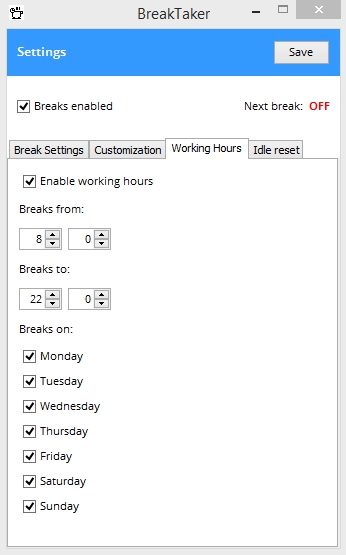 BreakTaker
Settings
Save
Breaks enabled
Next break: OFF
Break Settings Customization Working Hours Idle reset
Enable working hours
Breaks from:
8 0
Breaks to:
22 0
Breaks on:
Monday
Tuesday
Wednesday
Thursday
Friday
Saturday
Sunday